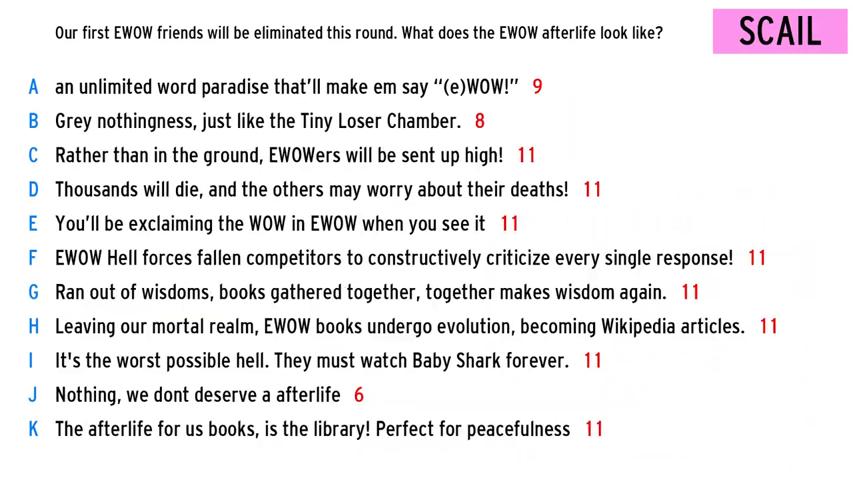 Our first EWOW friends will be eliminated this round. What does the EWOW afterlife look like?
SCAIL
A an unlimited word paradise that'll make em say “(e)WOW!” 9
B Grey nothingness, just like the Tiny Loser Chamber. 8
C Rather than in the ground, EWOWers will be sent up high! 11
D Thousands will die, and the others may worry about their deaths! 11
E You'll be exclaiming the WOW in EWOW when you see it 11
F EWOW Hell forces fallen competitors to constructively criticize every single response! 11
G Ran out of wisdoms, books gathered together, together makes wisdom again. 11
H Leaving our mortal realm, EWOW books undergo evolution, becoming Wikipedia articles. 11
I It's the worst possible hell. They must watch Baby Shark forever. 11
J Nothing, we dont deserve a afterlife 6
K The afterlife for us books, is the library! Perfect for peacefulness 11